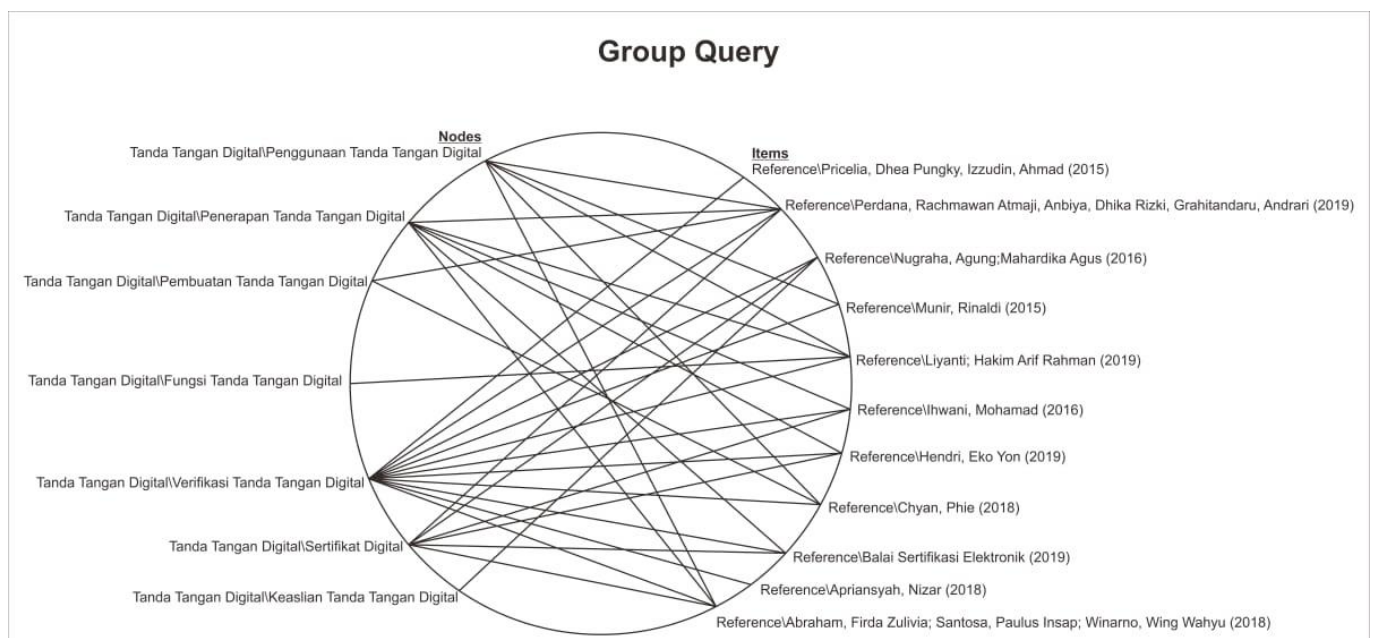 Group Query
Nodes
Tanda Tangan Digital\Penggunaan Tanda Tangan Digital
Tanda Tangan Digital\Penerapan Tanda Tangan Digital
Tanda Tangan Digital\Pembuatan Tanda Tangan Digital
Tanda Tangan Digital\Fungsi Tanda Tangan Digital
Tanda Tangan Digital\Verifikasi Tanda Tangan Digital
Tanda Tangan Digital\Sertifikat Digital
Tanda Tangan Digital\Keaslian Tanda Tangan Digital
Items
Reference\Pricelia, Dhea Pungky, Izzudin, Ahmad (2015)
Reference\Perdana, Rachmawan Atmaji, Anbiya, Dhika Rizki, Grahitandaru, Andrari (2019)
Reference\Nugraha, Agung;Mahardika Agus (2016)
Reference\Munir, Rinaldi (2015)
Reference\Liyanti; Hakim Arif Rahman (2019)
Reference\Ihwani, Mohamad (2016)
Reference\Hendri, Eko Yon (2019)
Reference\Chyan, Phie (2018)
Reference\Balai Sertifikasi Elektronik (2019)
Reference\Apriansyah, Nizar (2018)
Reference\Abraham, Firda Zulivia; Santosa, Paulus Insap; Winarno, Wing Wahyu (2018)